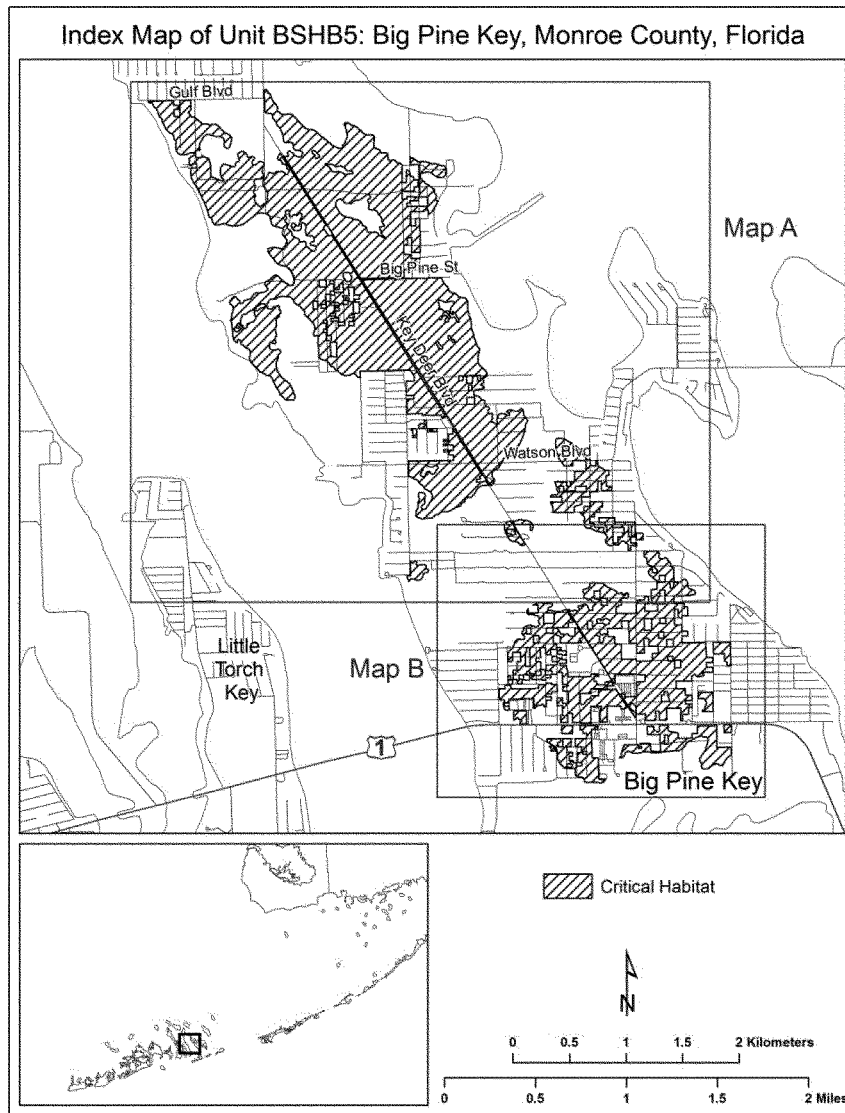 Index Map of Unit BSHB5: Big Pine Key, Monroe County, Florida
Gulf Blvd
Map A
Big Pine St
Key Deer Blvd
Watson Blvd
Little
Torch
Key
Map B
1
Big Pine Key
Critical Habitat
N
0 0.5 1 2 Kilometers
0 0.5 1 1.5 2 Miles